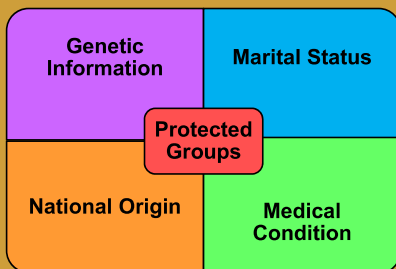 Genetic
Information
Marital Status
Protected
Groups
National Origin
Medical
Condition